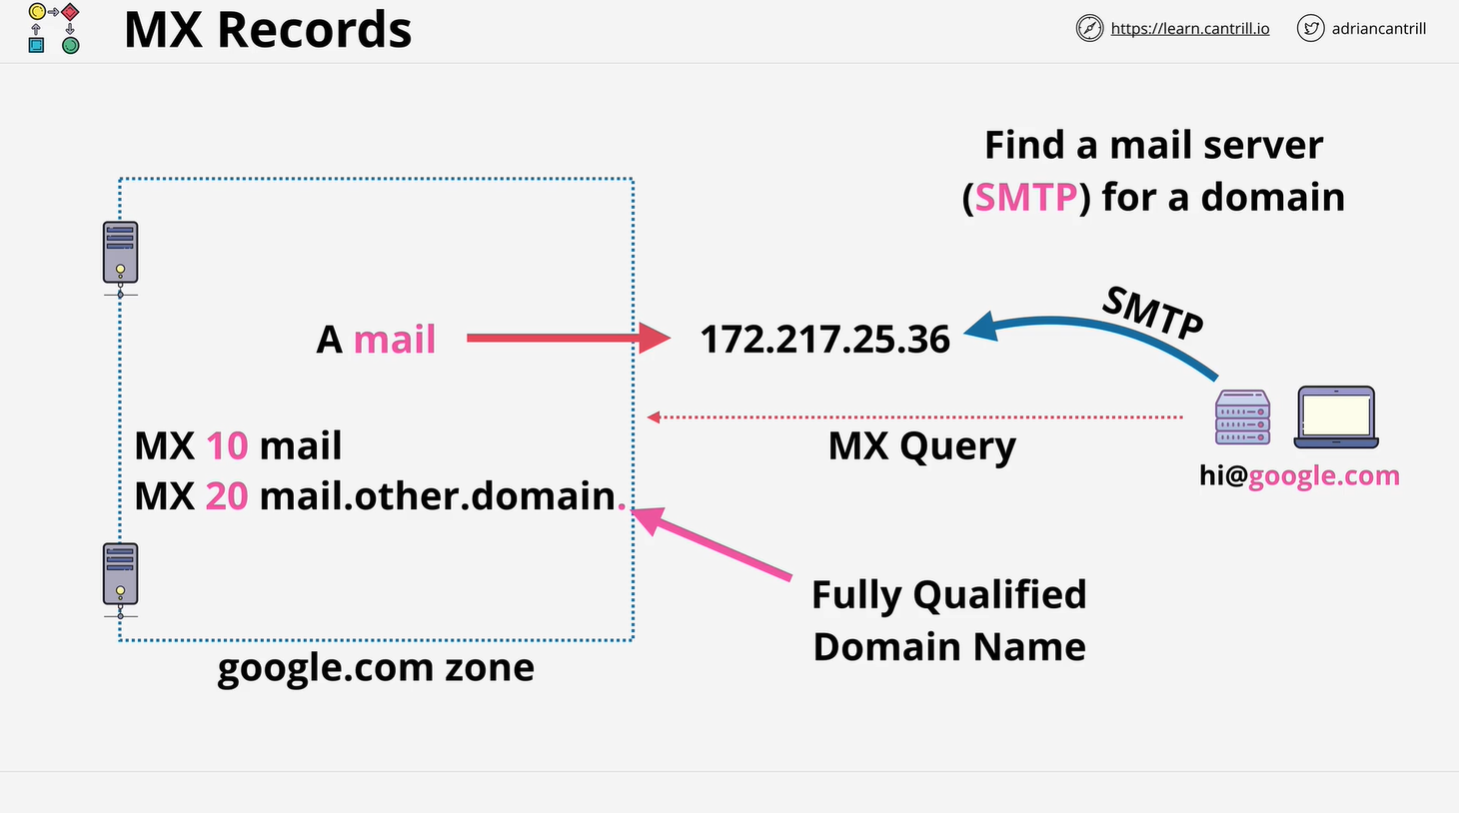 MX Records
https://learn.cantrill.io
adriancantrill
Find a mail server
(SMTP) for a domain
SMTP
A mail
172.217.25.36
MX Query
hi@google.com
MX 10 mail
MX 20 mail.other.domain.
Fully Qualified
Domain Name
google.com zone